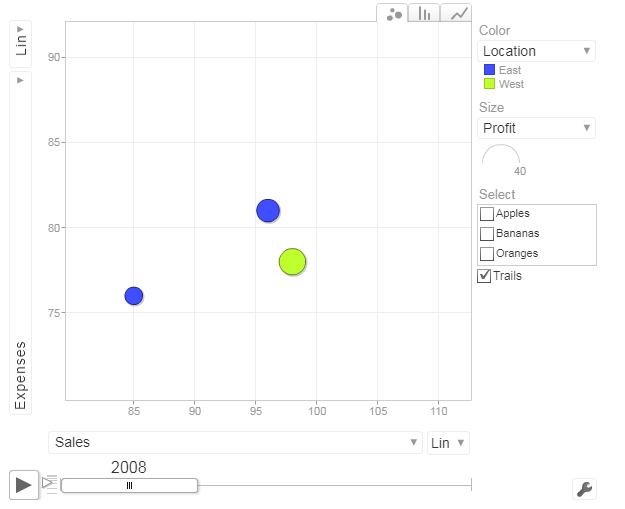 Lin
Expenses
90
85
80
75
85 90 95 100 105 110
Color
Location
East
West
Size
Profit
40
Select
Apples
Bananas
Oranges
Trails
Sales
Lin
2008